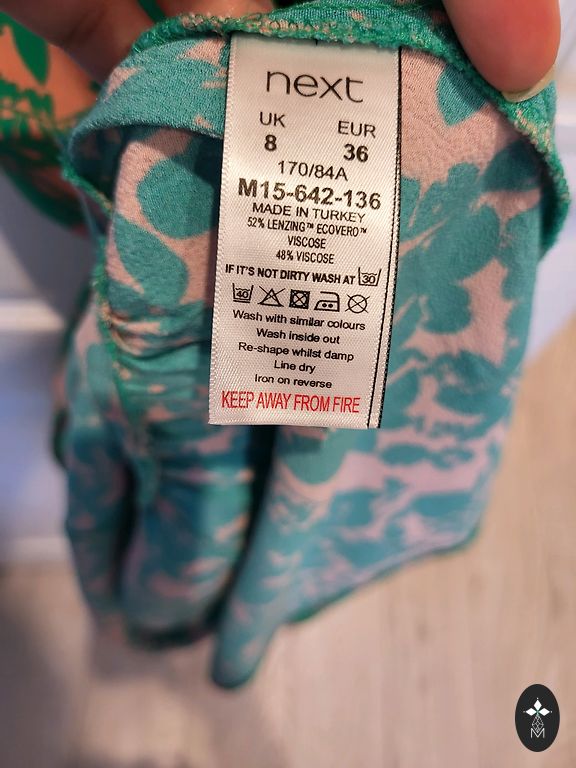 next
UK EUR
8 36
170/84A
M15-642-136
MADE IN TURKEY
52% LENZING™ ECOVERO™
VISCOSE
48% VISCOSE
IF IT'S NOT DIRTY WASH AT 30
40
Wash with similar colours
Wash inside out
Re-shape whilst damp
Line dry
Iron on reverse
KEEP AWAY FROM FIRE
M